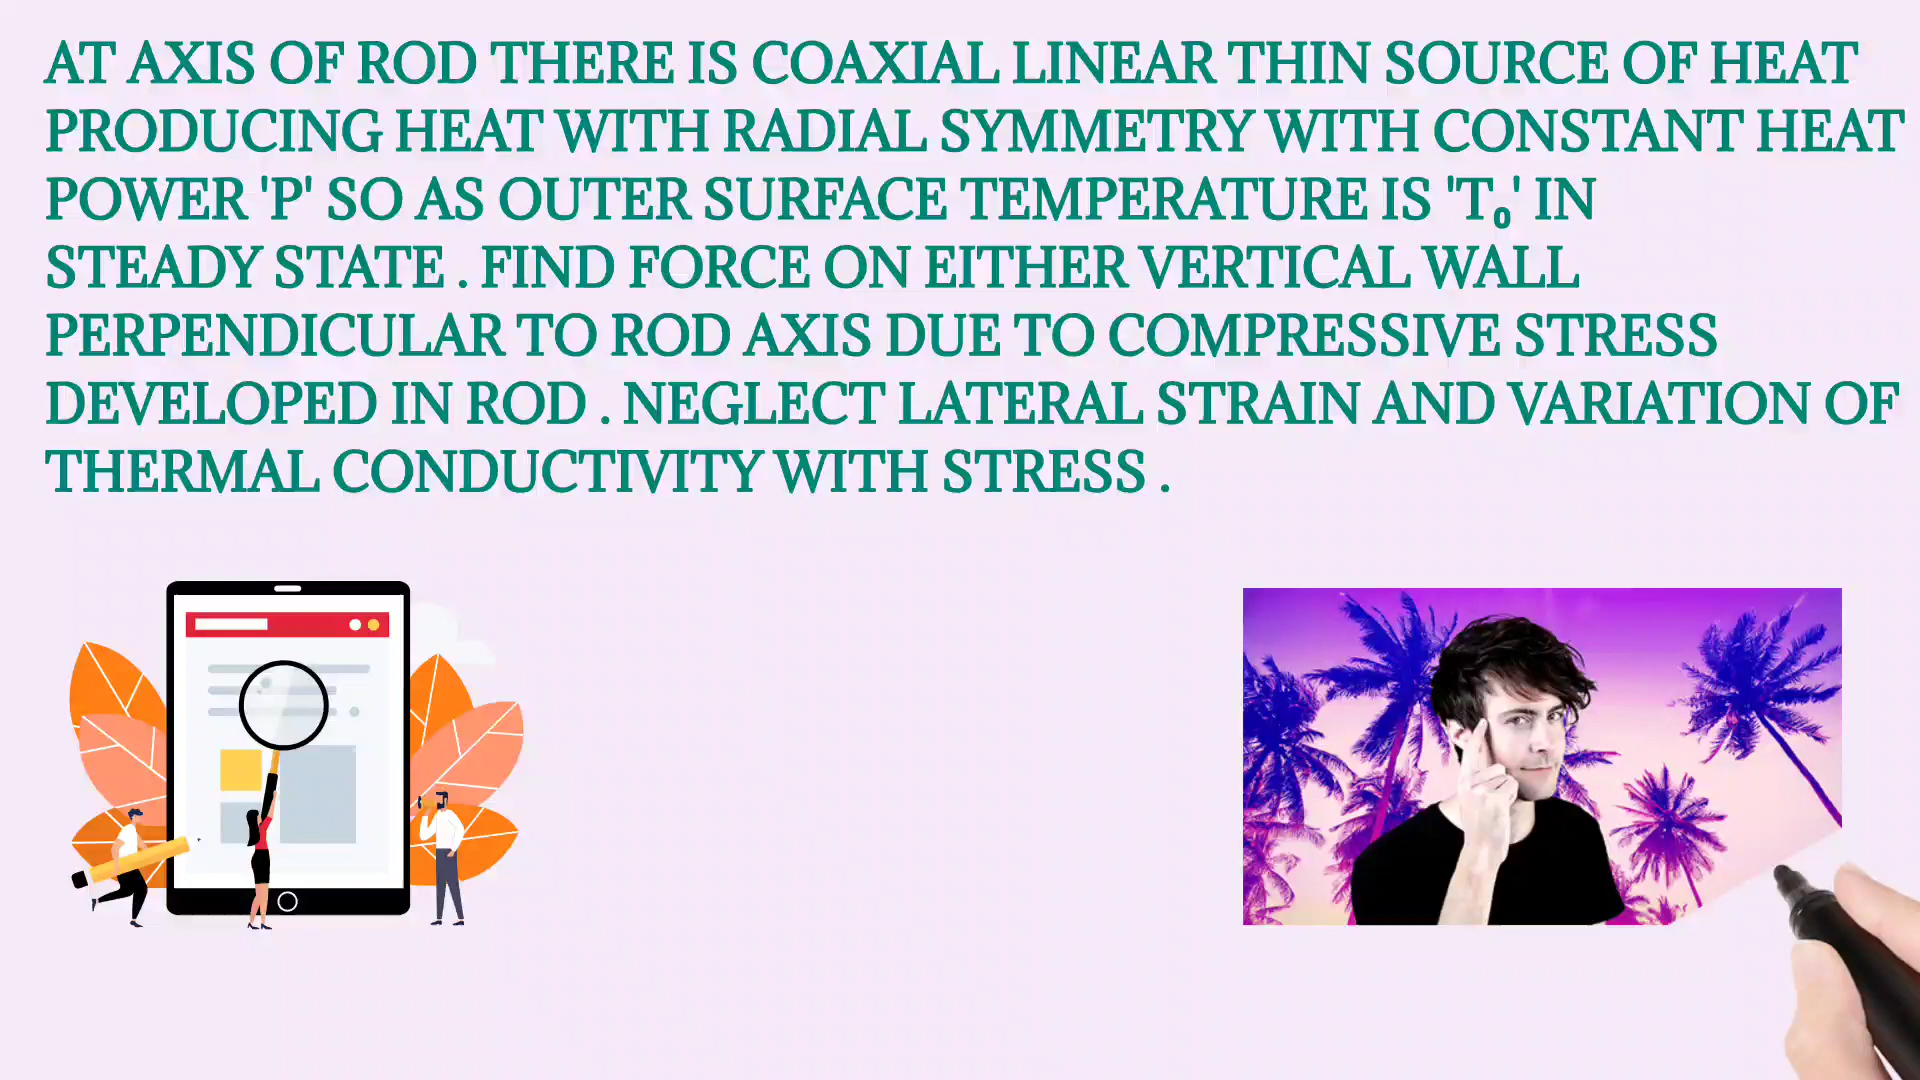 AT AXIS OF ROD THERE IS COAXIAL LINEAR THIN SOURCE OF HEAT
PRODUCING HEAT WITH RADIAL SYMMETRY WITH CONSTANT HEAT
POWER 'P' SO AS OUTER SURFACE TEMPERATURE IS 'T₀' IN
STEADY STATE . FIND FORCE ON EITHER VERTICAL WALL
PERPENDICULAR TO ROD AXIS DUE TO COMPRESSIVE STRESS
DEVELOPED IN ROD . NEGLECT LATERAL STRAIN AND VARIATION OF
THERMAL CONDUCTIVITY WITH STRESS .